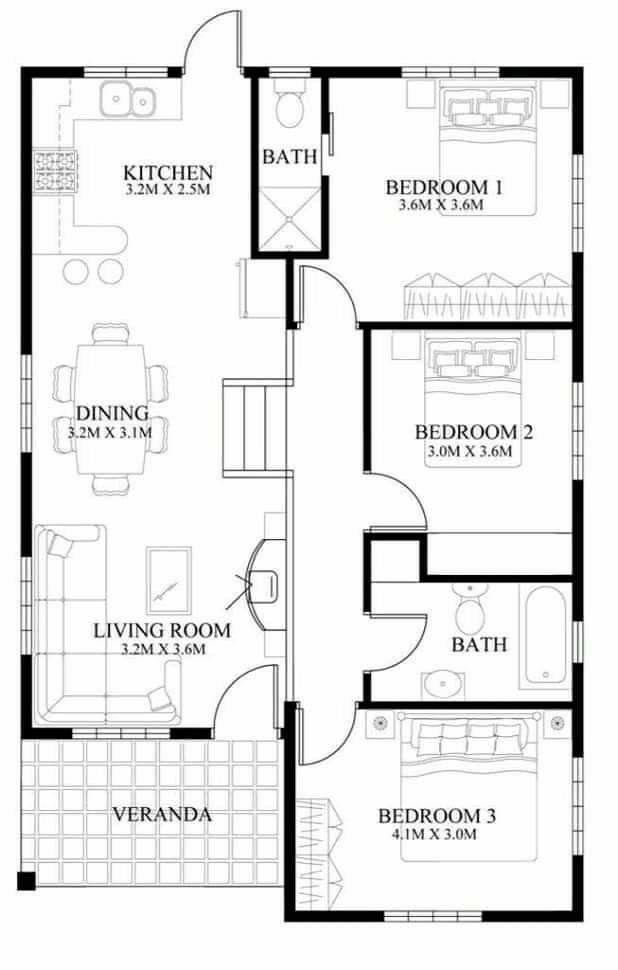 KITCHEN
3.2M X 2.5M
BATH
BEDROOM 1
3.6M X 3.6M
DINING
3.2M X 3.1M
BEDROOM 2
3.0M X 3.6M
LIVING ROOM
3.2M X 3.6M
BATH
VERANDA
BEDROOM 3
4.1M X 3.0M